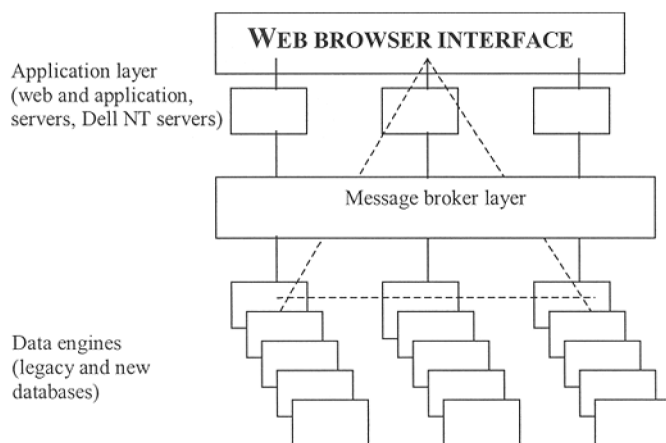 WEB BROWSER INTERFACE
Application layer
(web and application,
servers, Dell NT servers)
Message broker layer
Data engines
(legacy and new
databases)